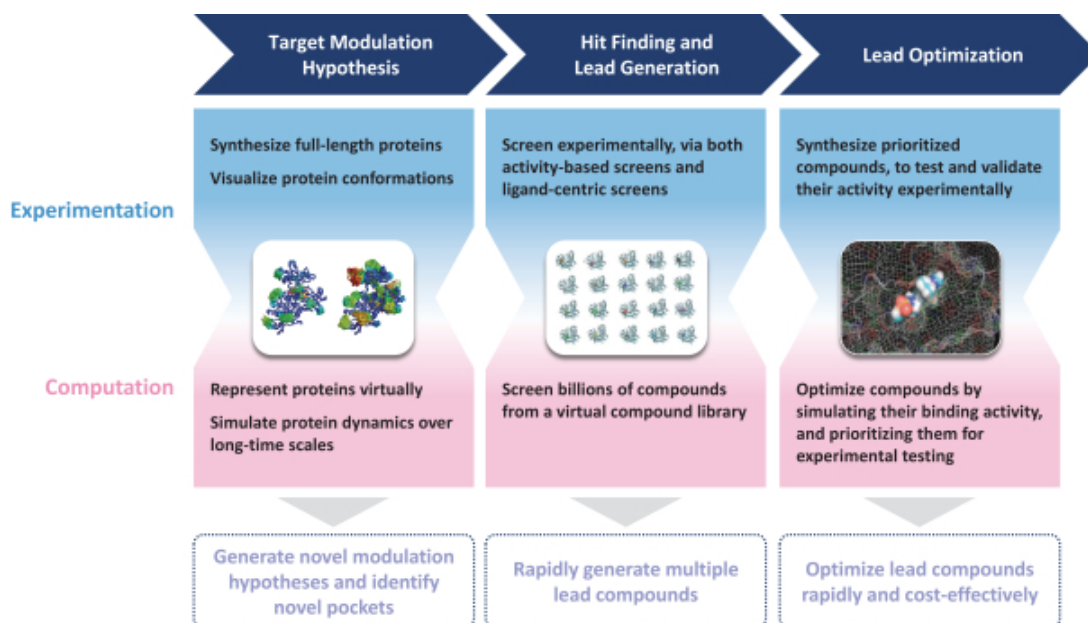 Target Modulation
Hypothesis
Hit Finding and
Lead Generation
Lead Optimization
Experimentation
Synthesize full-length proteins
Visualize protein conformations
Screen experimentally, via both
activity-based screens and
ligand-centric screens
Synthesize prioritized
compounds, to test and validate
their activity experimentally
Computation
Represent proteins virtually
Simulate protein dynamics over
long-time scales
Screen billions of compounds
from a virtual compound library
Optimize compounds by
simulating their binding activity,
and prioritizing them for
experimental testing
Generate novel modulation
hypotheses and identify
novel pockets
Rapidly generate multiple
lead compounds
Optimize lead compounds
rapidly and cost-effectively